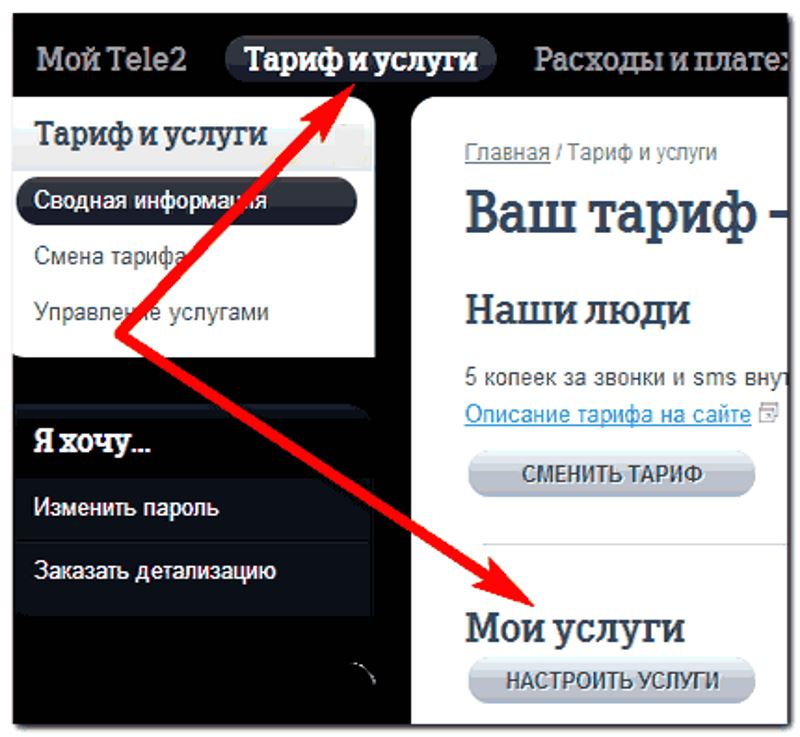 Мой Tele2 Тариф и услуги Расходы и
Тариф и услуги
Сводная информация
Смена тарифа
Управление услугами
Я хочу...
Изменить пароль
Заказать детализацию
Главная / Тариф и услуги
Ваш тариф -
Наши люди
5 копеек за звонки и sms
Описание тарифа на сайте
СМЕНИТЬ ТАРИФ
Мои услуги
НАСТРОИТЬ УСЛУГИ